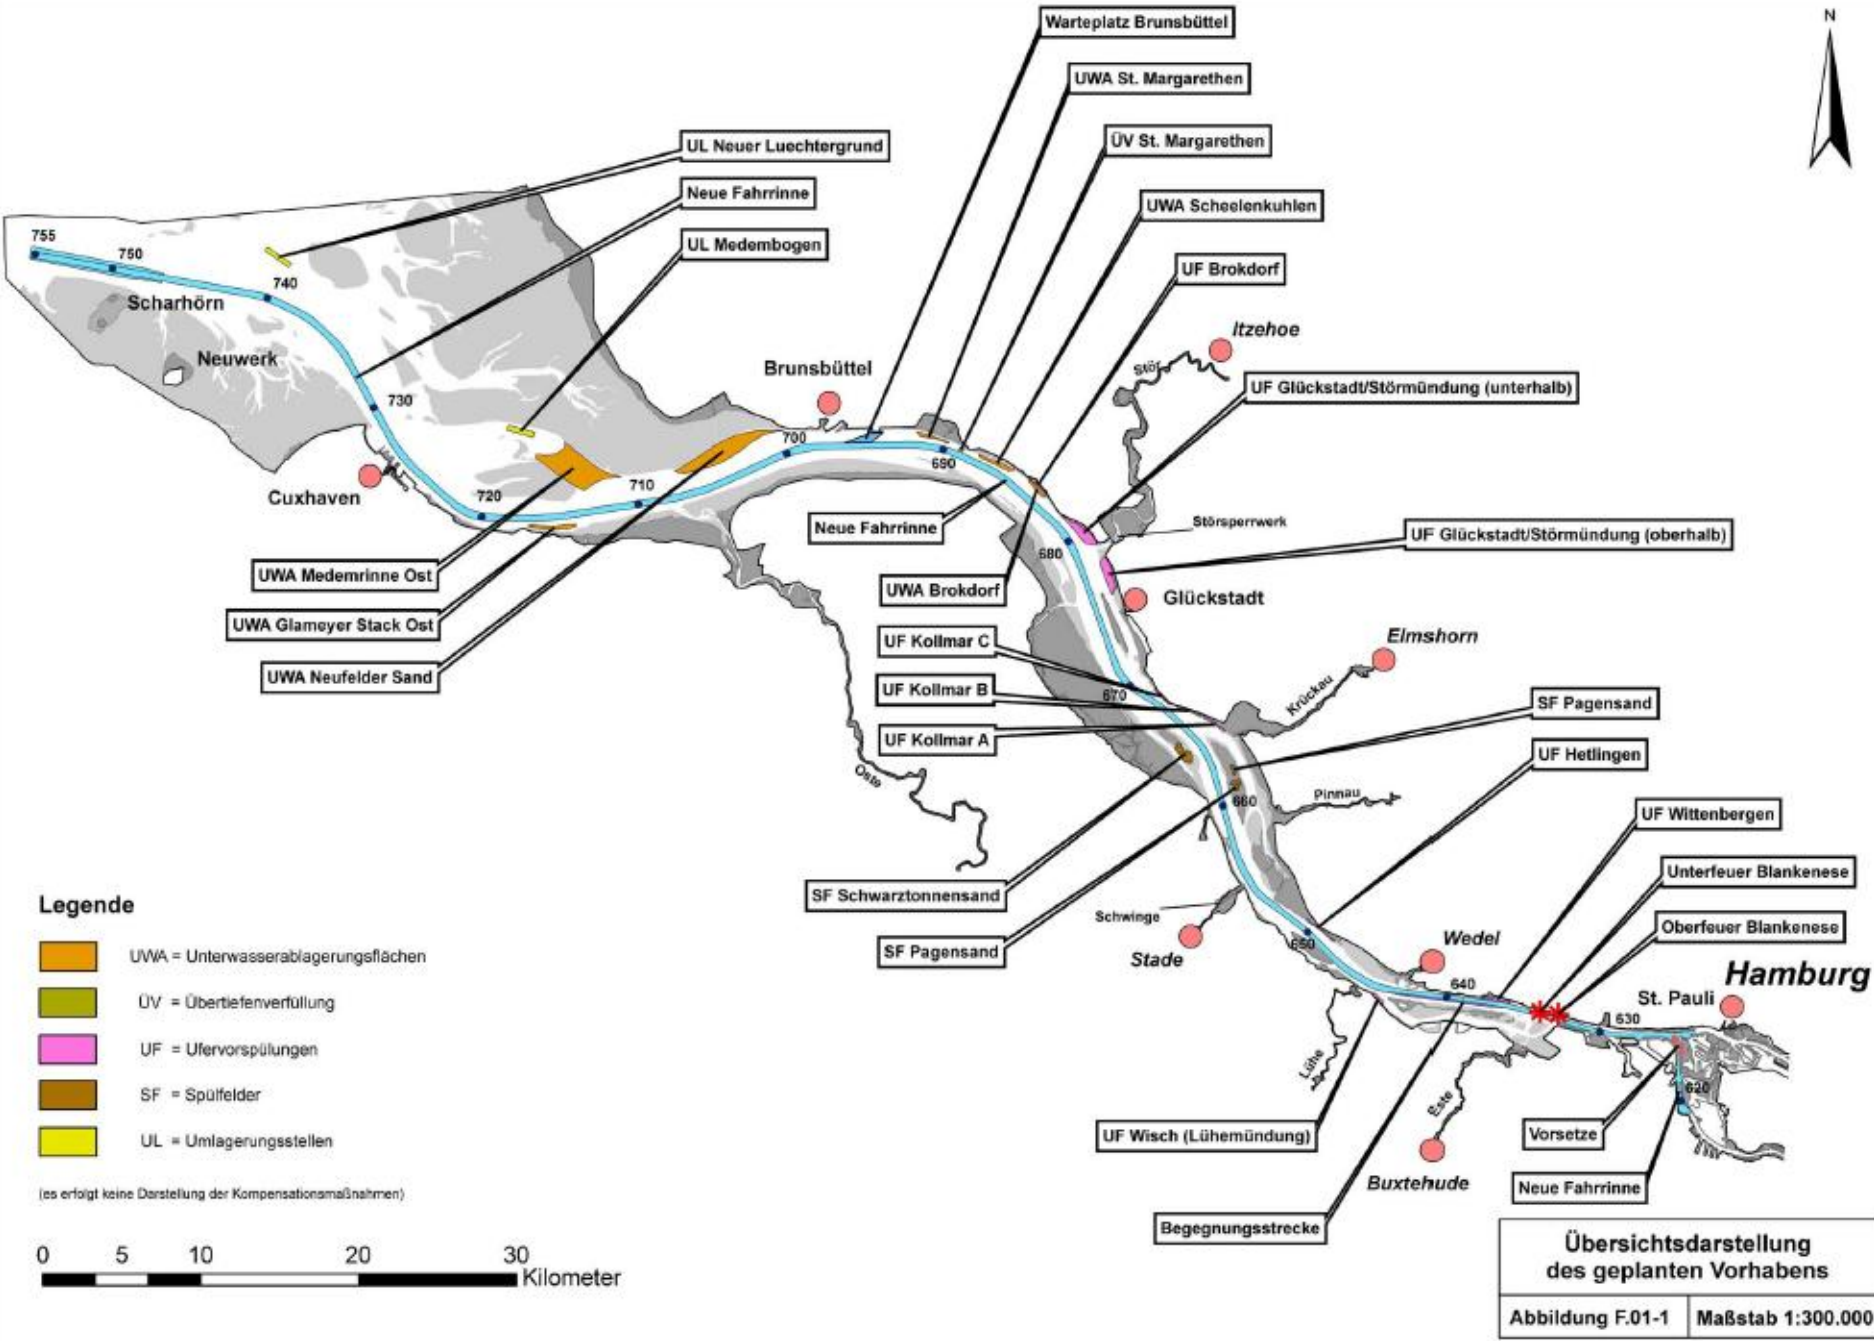 N
Warteplatz Brunsbüttel
UWA St. Margarethen
ÜV St. Margarethen
UL Neuer Luechtergrund
Neue Fahrrinne
UWA Scheelenkuhlen
UL Medembogen
UF Brokdorf
755
750
740
Scharhörn
Itzehoe
Neuwerk
Brunsbüttel
Stör
UF Glückstadt/Störmündung (unterhalb)
730
700
690
Cuxhaven
720
710
Neue Fahrrinne
Störsperrwerk
UF Glückstadt/Störmündung (oberhalb)
680
UWA Medemrinne Ost
UWA Brokdorf
Glückstadt
UWA Glameyer Stack Ost
UF Kollmar C
Elmshorn
UWA Neufelder Sand
UF Kollmar B
670
Krückau
SF Pagensand
UF Kollmar A
UF Hetlingen
Oste
660
Pinnau
UF Wittenbergen
Unterfeuer Blankenese
SF Schwarztonnensand
Schwinge
Oberfeuer Blankenese
SF Pagensand
Stade
650
Wedel
Hamburg
640
St. Pauli
630
Lühe
620
Este
UF Wisch (Lühemündung)
Vorsetze
Buxtehude
Neue Fahrrinne
Begegnungsstrecke
Legende
UWA = Unterwasserablagerungsflächen
ÜV = Übertiefenverfüllung
UF = Ufervorspülungen
SF = Spülfelder
UL = Umlagerungsstellen
(es erfolgt keine Darstellung der Kompensationsmaßnahmen)
0 5 10 20 30
Kilometer
Übersichtsdarstellung
des geplanten Vorhabens
Abbildung F.01-1 Maßstab 1:300.000